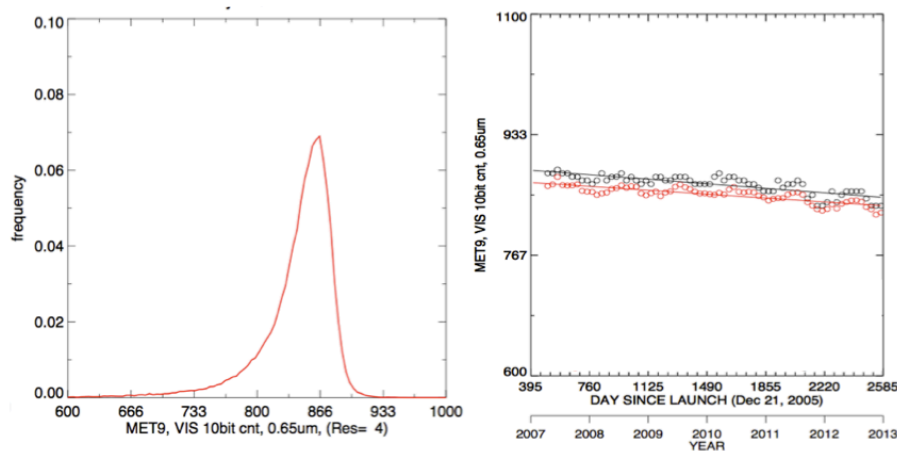 0.10
0.08
0.06
0.04
0.02
0.00
frequency
600 666 733 800 866 933 1000
MET9, VIS 10bit cnt, 0.65um, (Res= 4)
1100
933
767
600
MET9, VIS 10bit cnt, 0.65um
395 760 1125 1490 1855 2220 2585
DAY SINCE LAUNCH (Dec 21, 2005)
2007 2008 2009 2010 2011 2012 2013
YEAR